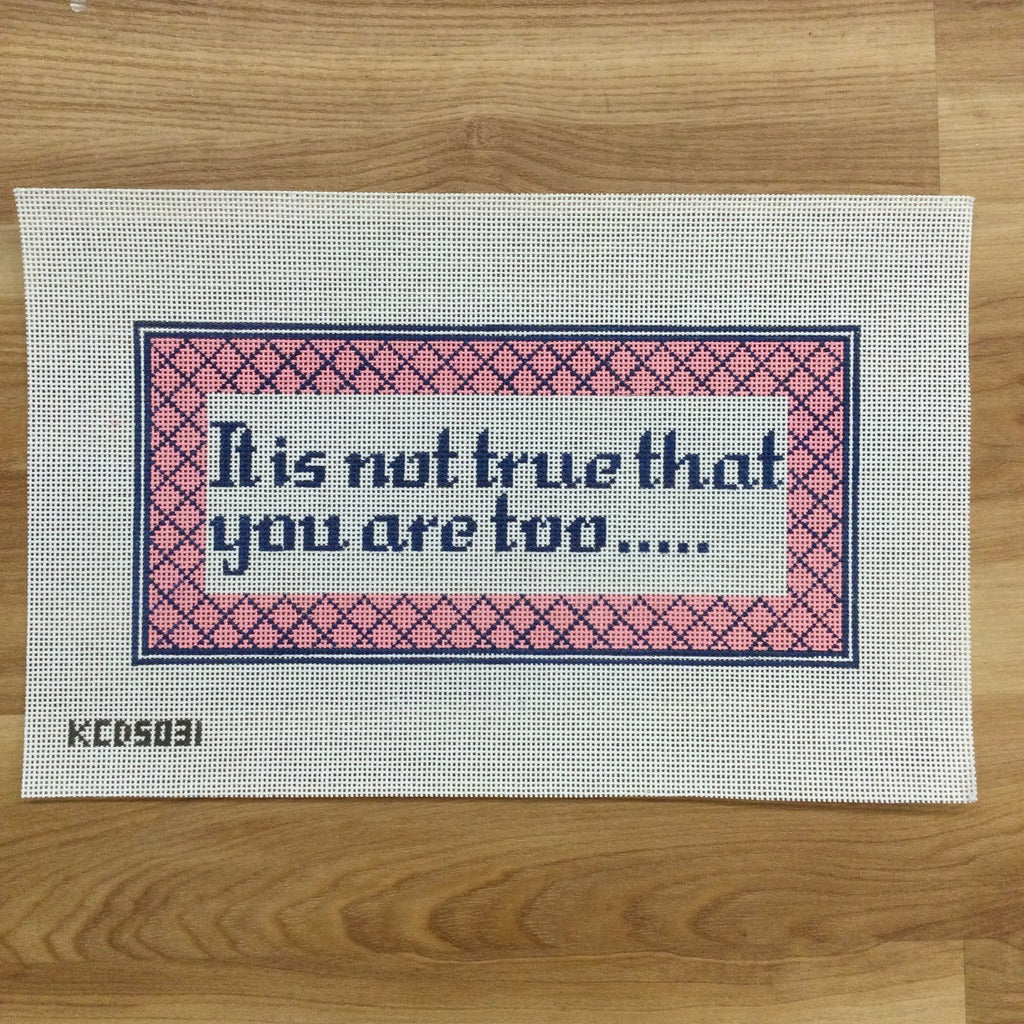 It is not true that
you are too.....
KCDS031